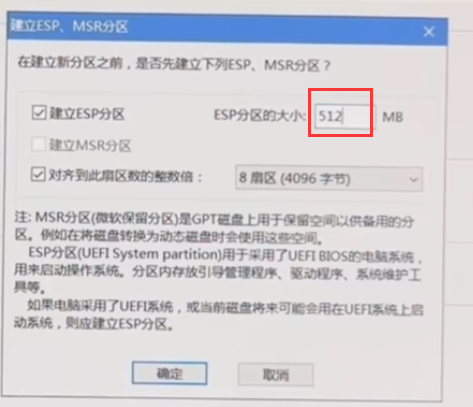 建立ESP、MSR分区
在建立新分区之前，是否先建立下列ESP、MSR分区？
建立ESP分区 ESP分区的大小: 512 MB
建立MSR分区
对齐到此扇区数的整数倍： 8 扇区 (4096 字节)
注: MSR分区(微软保留分区)是GPT磁盘上用于保留空间以供备用的分
区。例如在将磁盘转换为动态磁盘时会使用这些空间。
ESP分区(UEFI System partition)用于采用了UEFI BIOS的电脑系统，
用来启动操作系统。分区内存放引导管理程序、驱动程序、系统维护工
具等。
如果电脑采用了UEFI系统，或当前磁盘将来可能会用在UEFI系统上启
动系统，则应建立ESP分区。
确定 取消